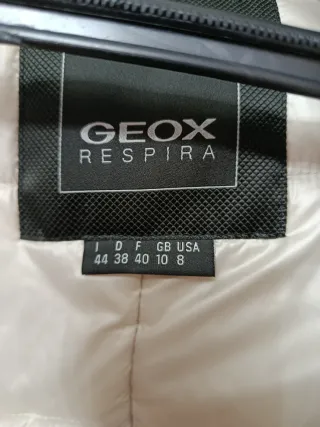 GEOX
RESPIRA
I D F GB USA
44 38 40 10 8